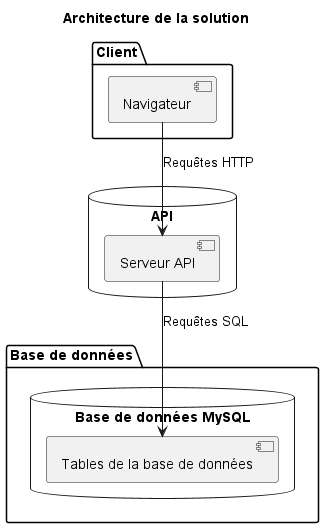 Architecture de la solution
Client
Navigateur
Requêtes HTTP
API
Serveur API
Requêtes SQL
Base de données
Base de données MySQL
Tables de la base de données